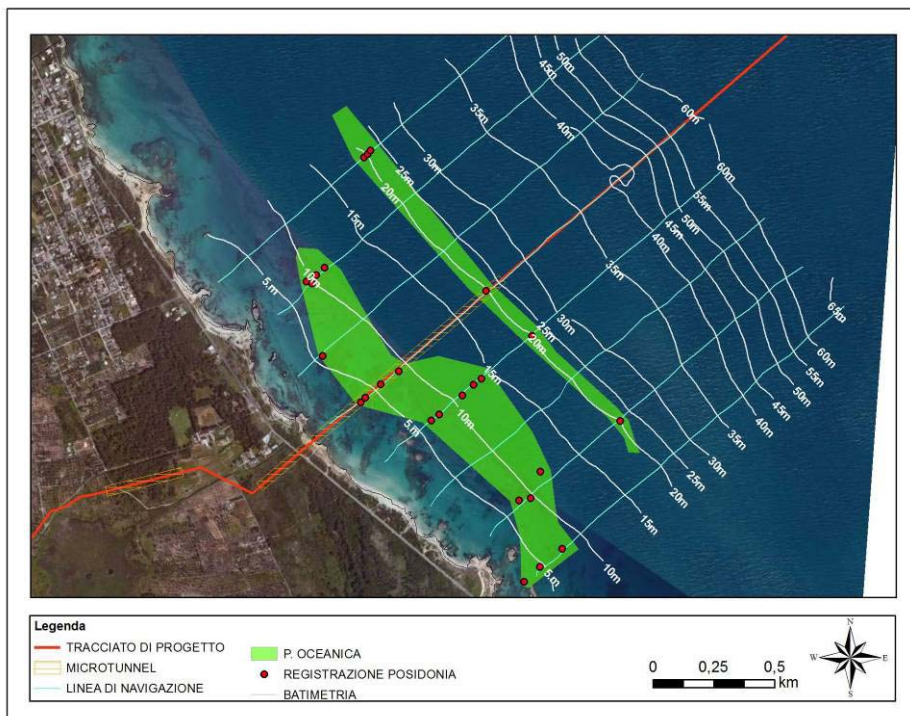 50m
45m
35m
60m
40m
30m
25m
60m
20m
55m
15m
50m
45m
40m
5.m
10m
35m
65m
30m
25m
20m
60m
15m
55m
50m
45m
10m
5.m
40m
35m
30m
25m
20m
15m
10m
5.m
Legenda
TRACCIATO DI PROGETTO
MICROTUNNEL
LINEA DI NAVIGAZIONE
P. OCEANICA
REGISTRAZIONE POSIDONIA
BATIMETRIA
0 0,25 0,5
km
N
W E
S